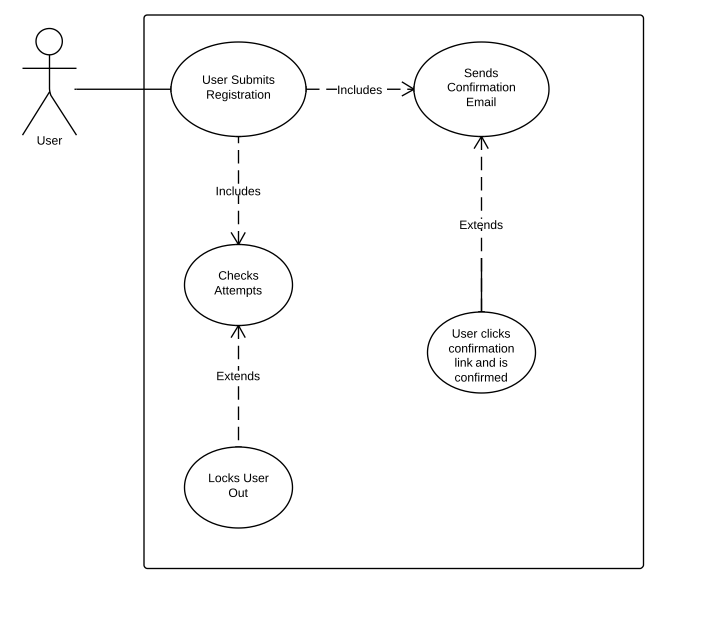 User Submits
Registration
Includes
Sends
Confirmation
Email
User
Includes
Extends
Checks
Attempts
User clicks
confirmation
link and is
confirmed
Extends
Locks User
Out